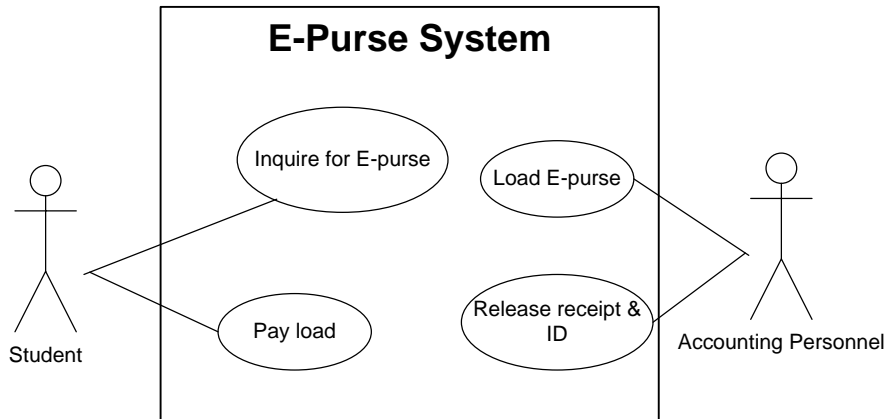 E-Purse System
Inquire for E-purse
Load E-purse
Pay load
Release receipt &
ID
Student
Accounting Personnel